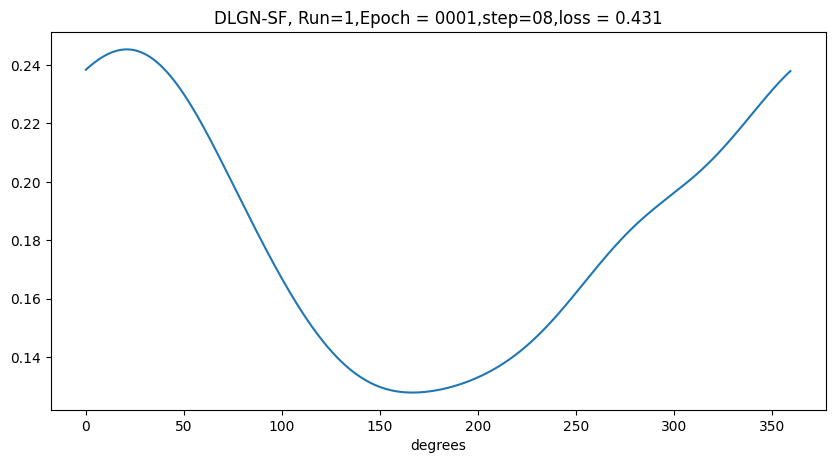 DLGN-SF, Run=1,Epoch = 0001,step=08,loss = 0.431
0.24
0.22
0.20
0.18
0.16
0.14
0 50 100 150 200 250 300 350
degrees